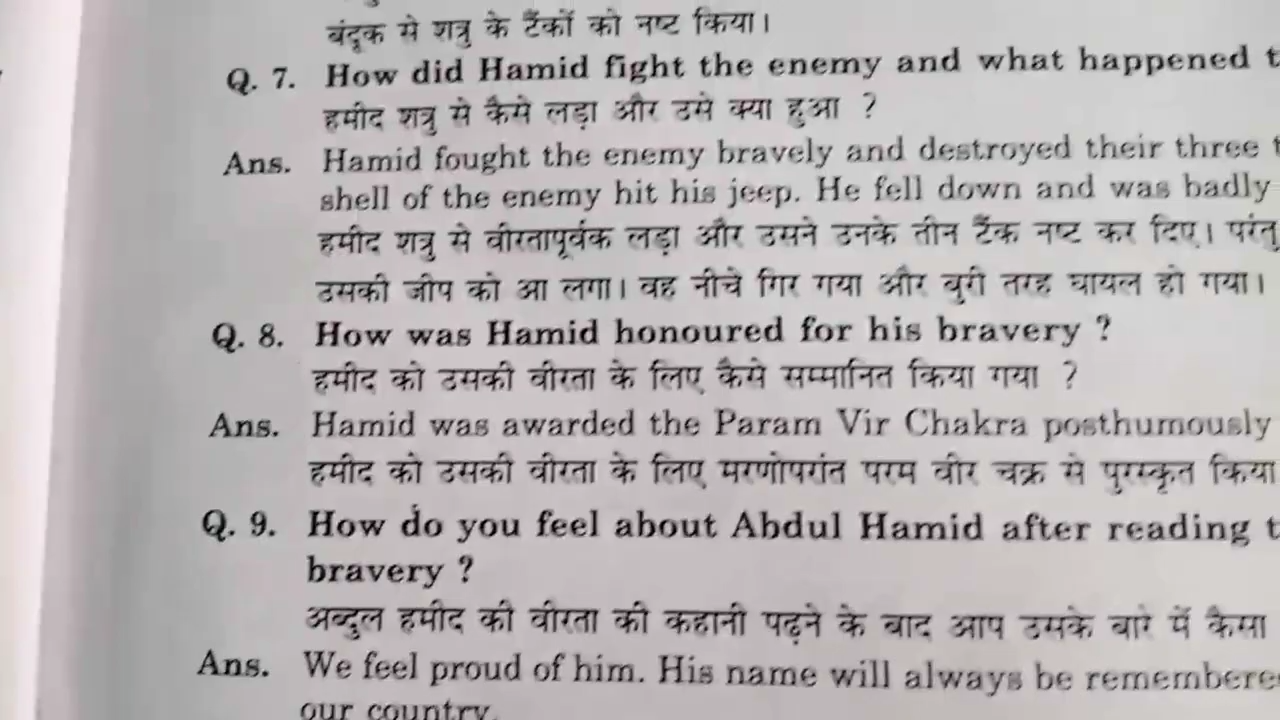 बंदूक से शत्रु के टैंकों को नष्ट किया।
Q. 7. How did Hamid fight the enemy and what happened t
हमीद शत्रु से कैसे लड़ा और उसे क्या हुआ ?
Ans. Hamid fought the enemy bravely and destroyed their three t
shell of the enemy hit his jeep. He fell down and was badly
हमीद शत्रु से वीरतापूर्वक लड़ा और उसने उनके तीन टैंक नष्ट कर दिए। परंतु
उसकी जीप को आ लगा। वह नीचे गिर गया और बुरी तरह घायल हो गया।
Q. 8. How was Hamid honoured for his bravery ?
हमीद को उसकी वीरता के लिए कैसे सम्मानित किया गया ?
Ans. Hamid was awarded the Param Vir Chakra posthumously
हमीद को उसकी वीरता के लिए मरणोपरांत परम वीर चक्र से पुरस्कृत किया
Q. 9. How do you feel about Abdul Hamid after reading t
bravery ?
अब्दुल हमीद की वीरता की कहानी पढ़ने के बाद आप उसके बारे में कैसा
Ans. We feel proud of him. His name will always be remembere
our country.